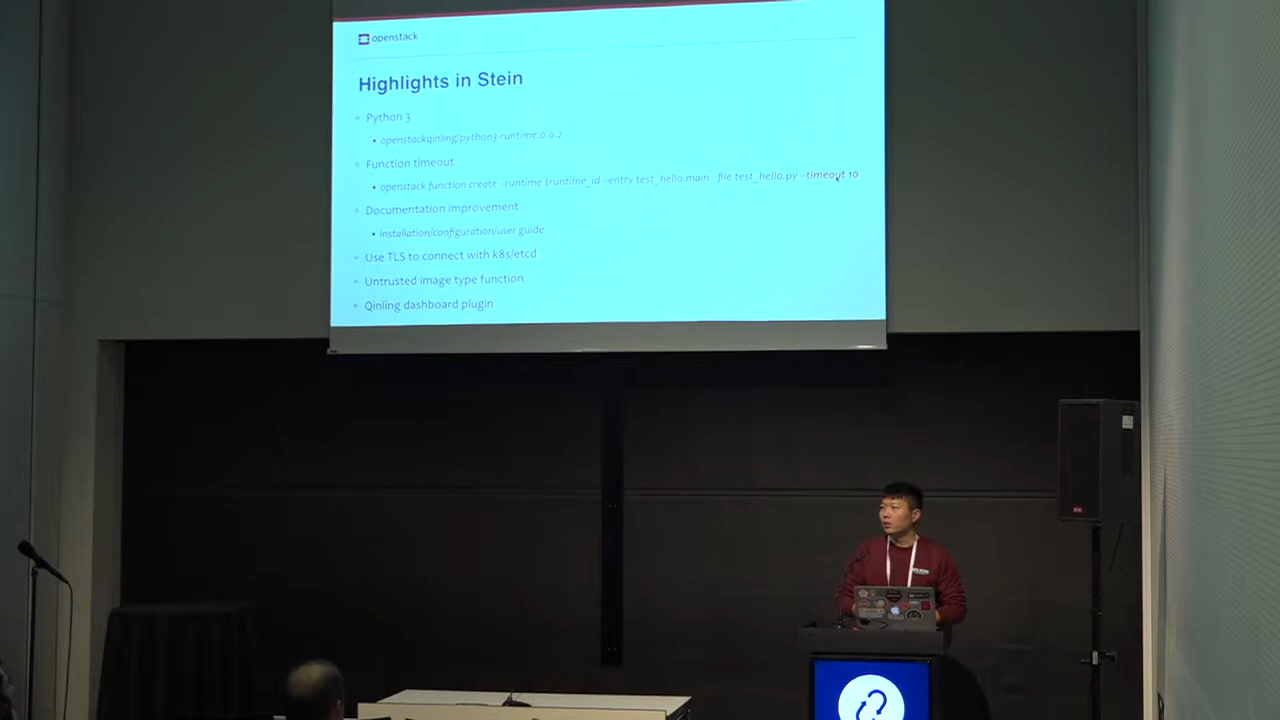 openstack
Highlights in Stein
Python 3
openstackqinling/python3-runtime:0.0.2
Function timeout
openstack function create --runtime $runtime_id --entry test_hello.main --file test_hello.py --timeout 10
Documentation improvement
installation/configuration/user guide
Use TLS to connect with k8s/etcd
Untrusted image type function
Qinling dashboard plugin